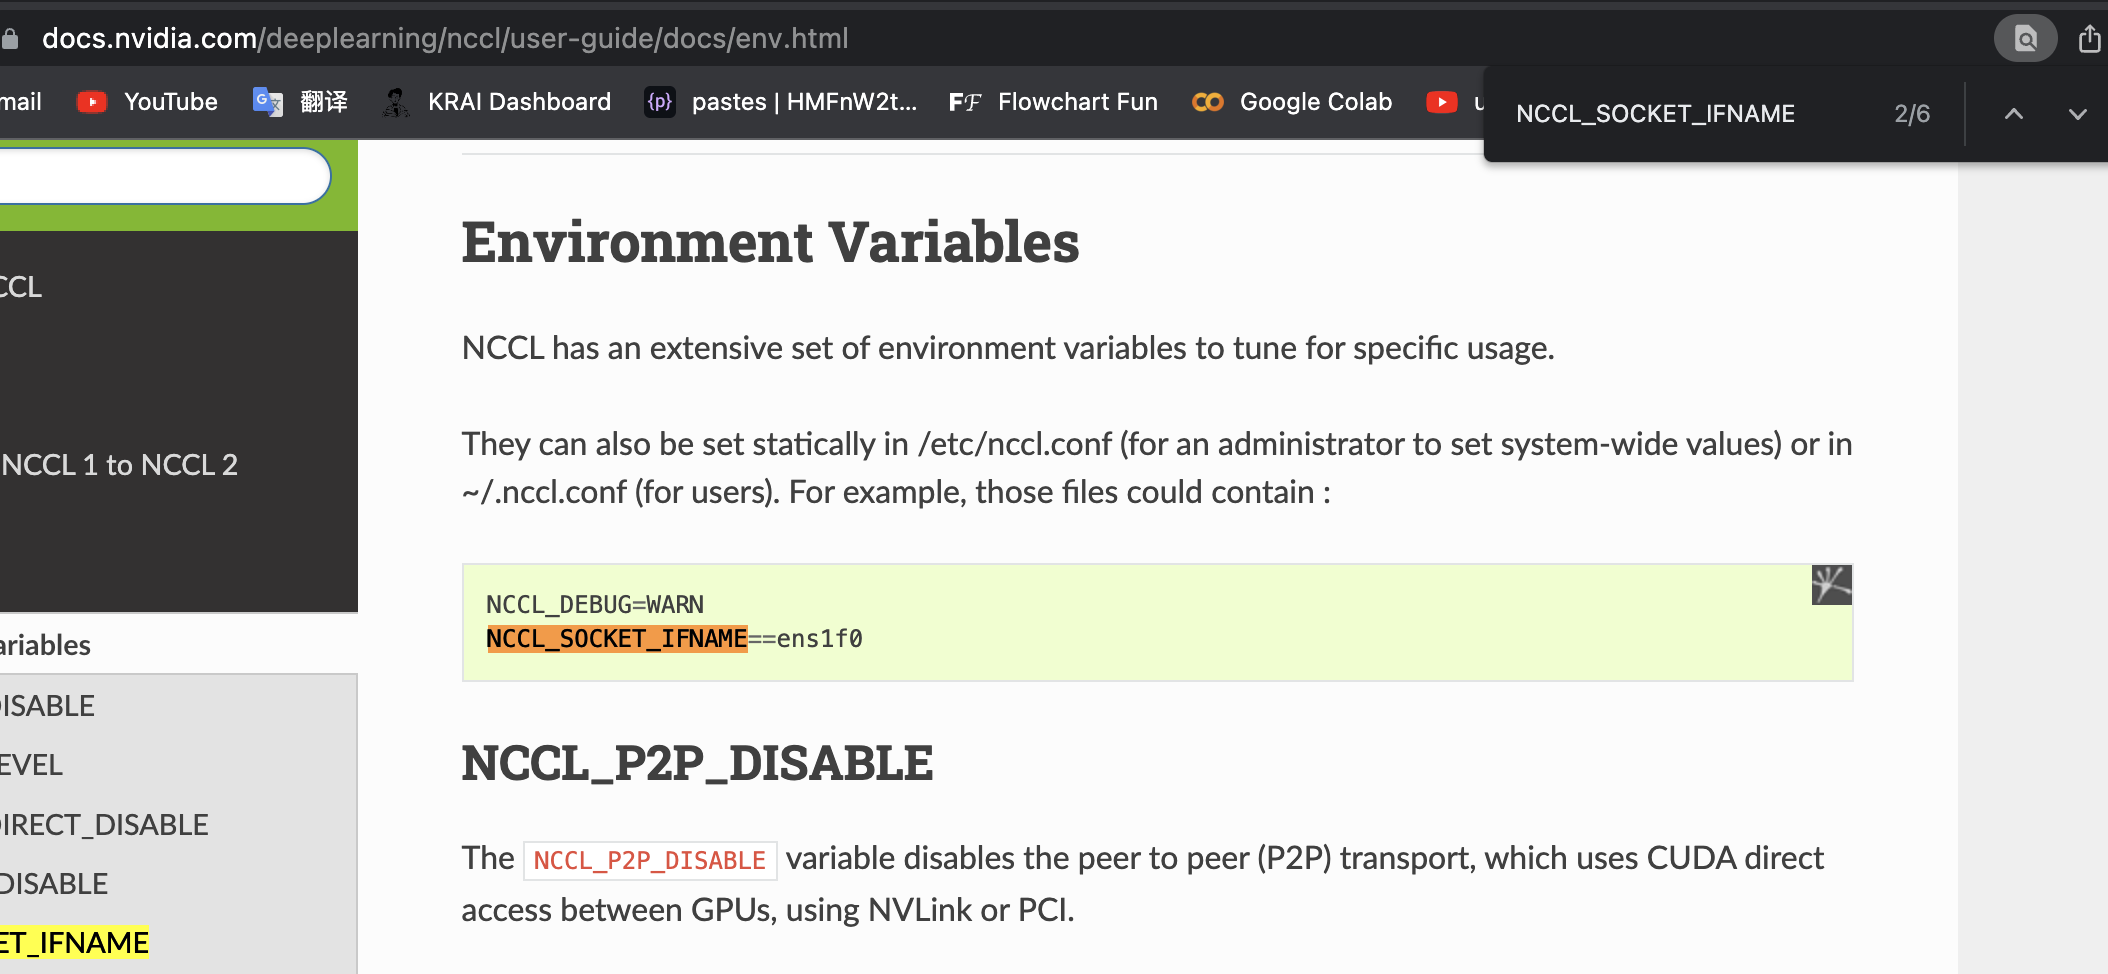 docs.nvidia.com/deeplearning/nccl/user-guide/docs/env.html
mail YouTube 翻译 KRAI Dashboard {p} pastes | HMFnW2t... FF Flowchart Fun Google Colab u
NCCL_SOCKET_IFNAME 2/6
CCL
NCCL 1 to NCCL 2
ariables
DISABLE
EVEL
DIRECT_DISABLE
DISABLE
ET_IFNAME
Environment Variables
NCCL has an extensive set of environment variables to tune for specific usage.
They can also be set statically in /etc/nccl.conf (for an administrator to set system-wide values) or in
~/.nccl.conf (for users). For example, those files could contain :
NCCL_DEBUG=WARN
NCCL_SOCKET_IFNAME==ens1f0
NCCL_P2P_DISABLE
The NCCL_P2P_DISABLE variable disables the peer to peer (P2P) transport, which uses CUDA direct
access between GPUs, using NVLink or PCI.